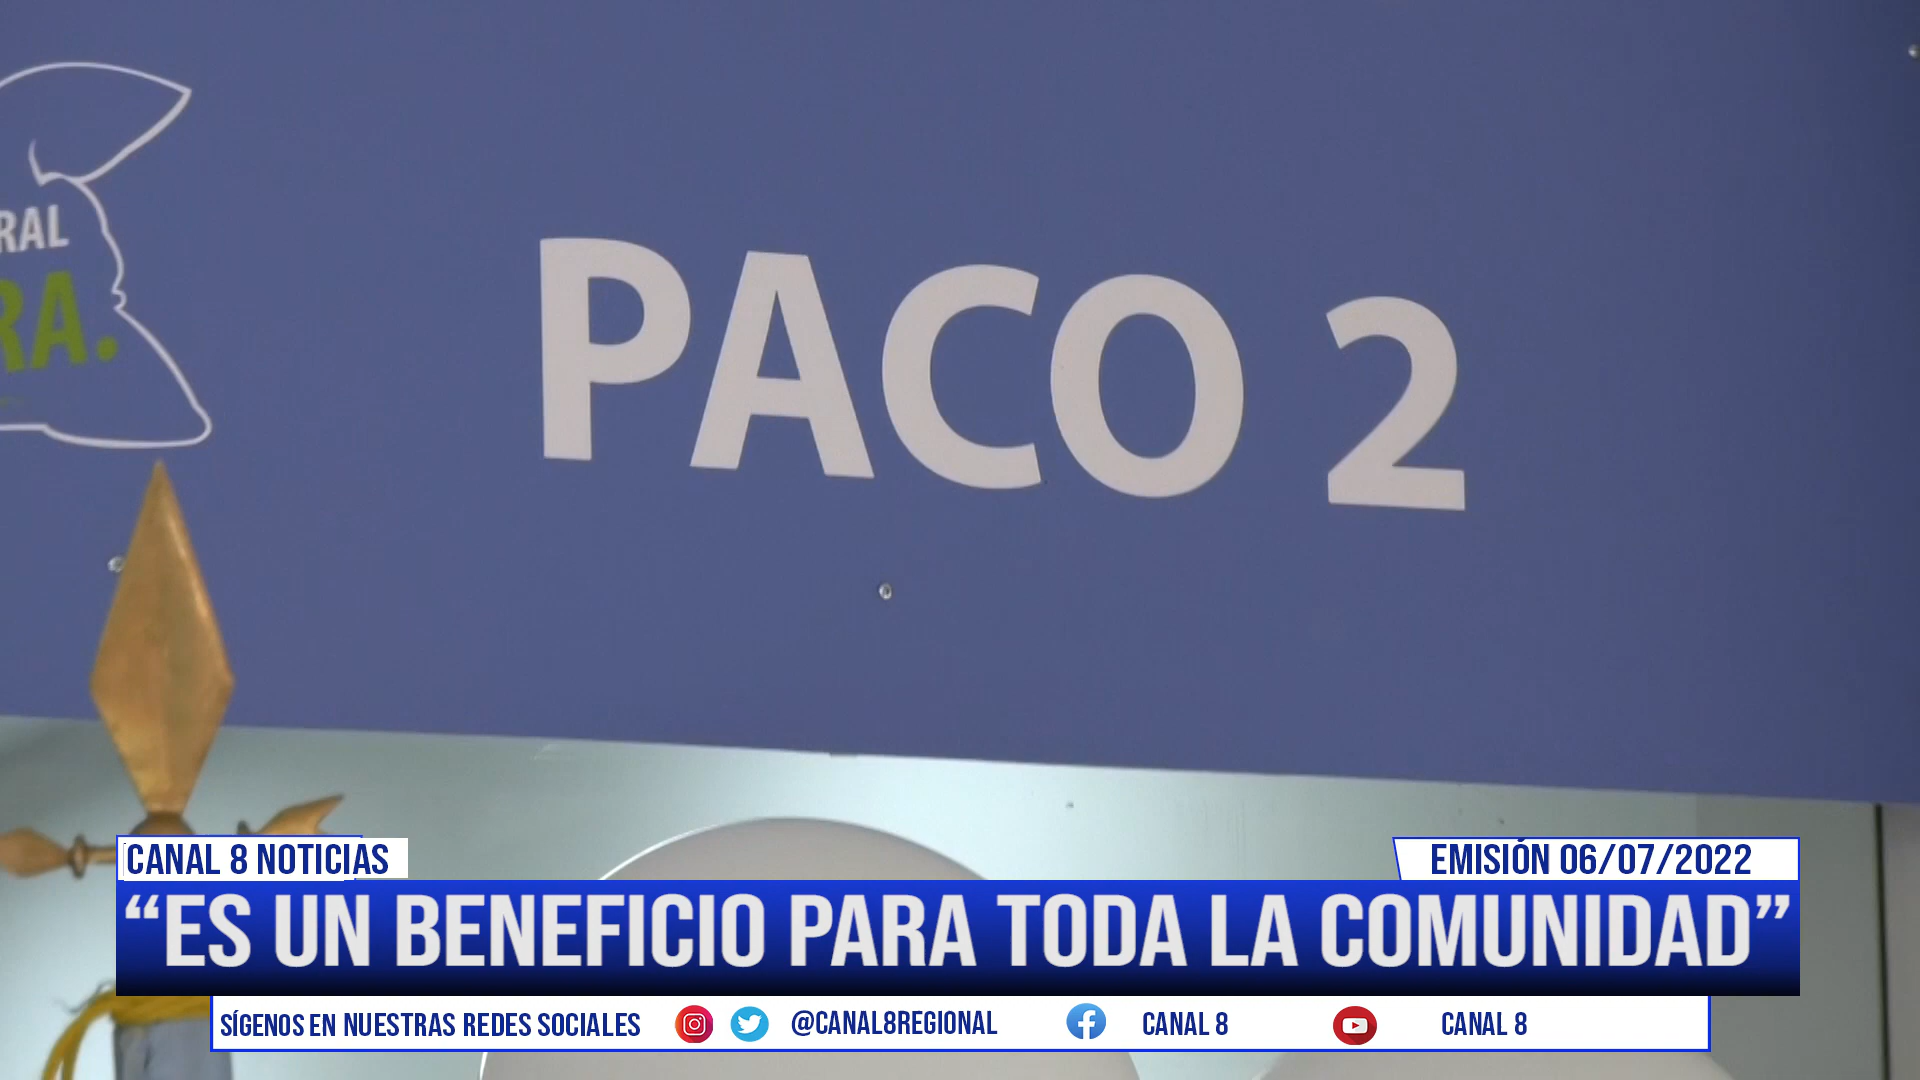 RAL
RA.
PACO 2
CANAL 8 NOTICIAS
EMISIÓN 06/07/2022
“ES UN BENEFICIO PARA TODA LA COMUNIDAD”
SÍGENOS EN NUESTRAS REDES SOCIALES @CANAL8REGIONAL CANAL 8 CANAL 8